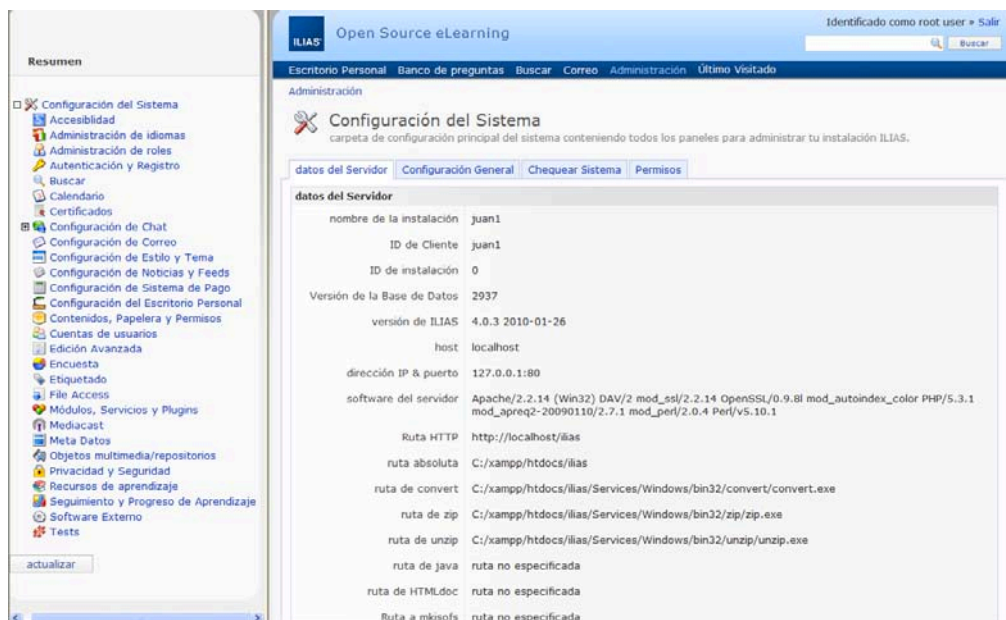 Resumen
Configuración del Sistema
Accesiblidad
Administración de idiomas
Administración de roles
Autenticación y Registro
Buscar
Calendario
Certificados
Configuración de Chat
Configuración de Correo
Configuración de Estilo y Tema
Configuración de Noticias y Feeds
Configuración de Sistema de Pago
Configuración del Escritorio Personal
Contenidos, Papelera y Permisos
Cuentas de usuarios
Edición Avanzada
Encuesta
Etiquetado
File Access
Módulos, Servicios y Plugins
Mediacast
Meta Datos
Objetos multimedia/repositorios
Privacidad y Seguridad
Recursos de aprendizaje
Seguimiento y Progreso de Aprendizaje
Software Externo
Tests
actualizar
ILIAS
Open Source eLearning
Identificado como root user » Salir
Buscar
Escritorio Personal Banco de preguntas Buscar Correo Administración Último Visitado
Administración
Configuración del Sistema
carpeta de configuración principal del sistema conteniendo todos los paneles para administrar tu instalación ILIAS.
datos del Servidor Configuración General Chequear Sistema Permisos
datos del Servidor
nombre de la instalación juan1
ID de Cliente juan1
ID de instalación 0
Versión de la Base de Datos 2937
versión de ILIAS 4.0.3 2010-01-26
host localhost
dirección IP & puerto 127.0.0.1:80
software del servidor Apache/2.2.14 (Win32) DAV/2 mod_ssl/2.2.14 OpenSSL/0.9.8l mod_autoindex_color PHP/5.3.1
mod_apreq2-20090110/2.7.1 mod_perl/2.0.4 Perl/v5.10.1
Ruta HTTP http://localhost/ilias
ruta absoluta C:/xampp/htdocs/ilias
ruta de convert C:/xampp/htdocs/ilias/Services/Windows/bin32/convert/convert.exe
ruta de zip C:/xampp/htdocs/ilias/Services/Windows/bin32/zip/zip.exe
ruta de unzip C:/xampp/htdocs/ilias/Services/Windows/bin32/unzip/unzip.exe
ruta de java ruta no especificada
ruta de HTMLdoc ruta no especificada
Ruta a mkisofs ruta no especificada